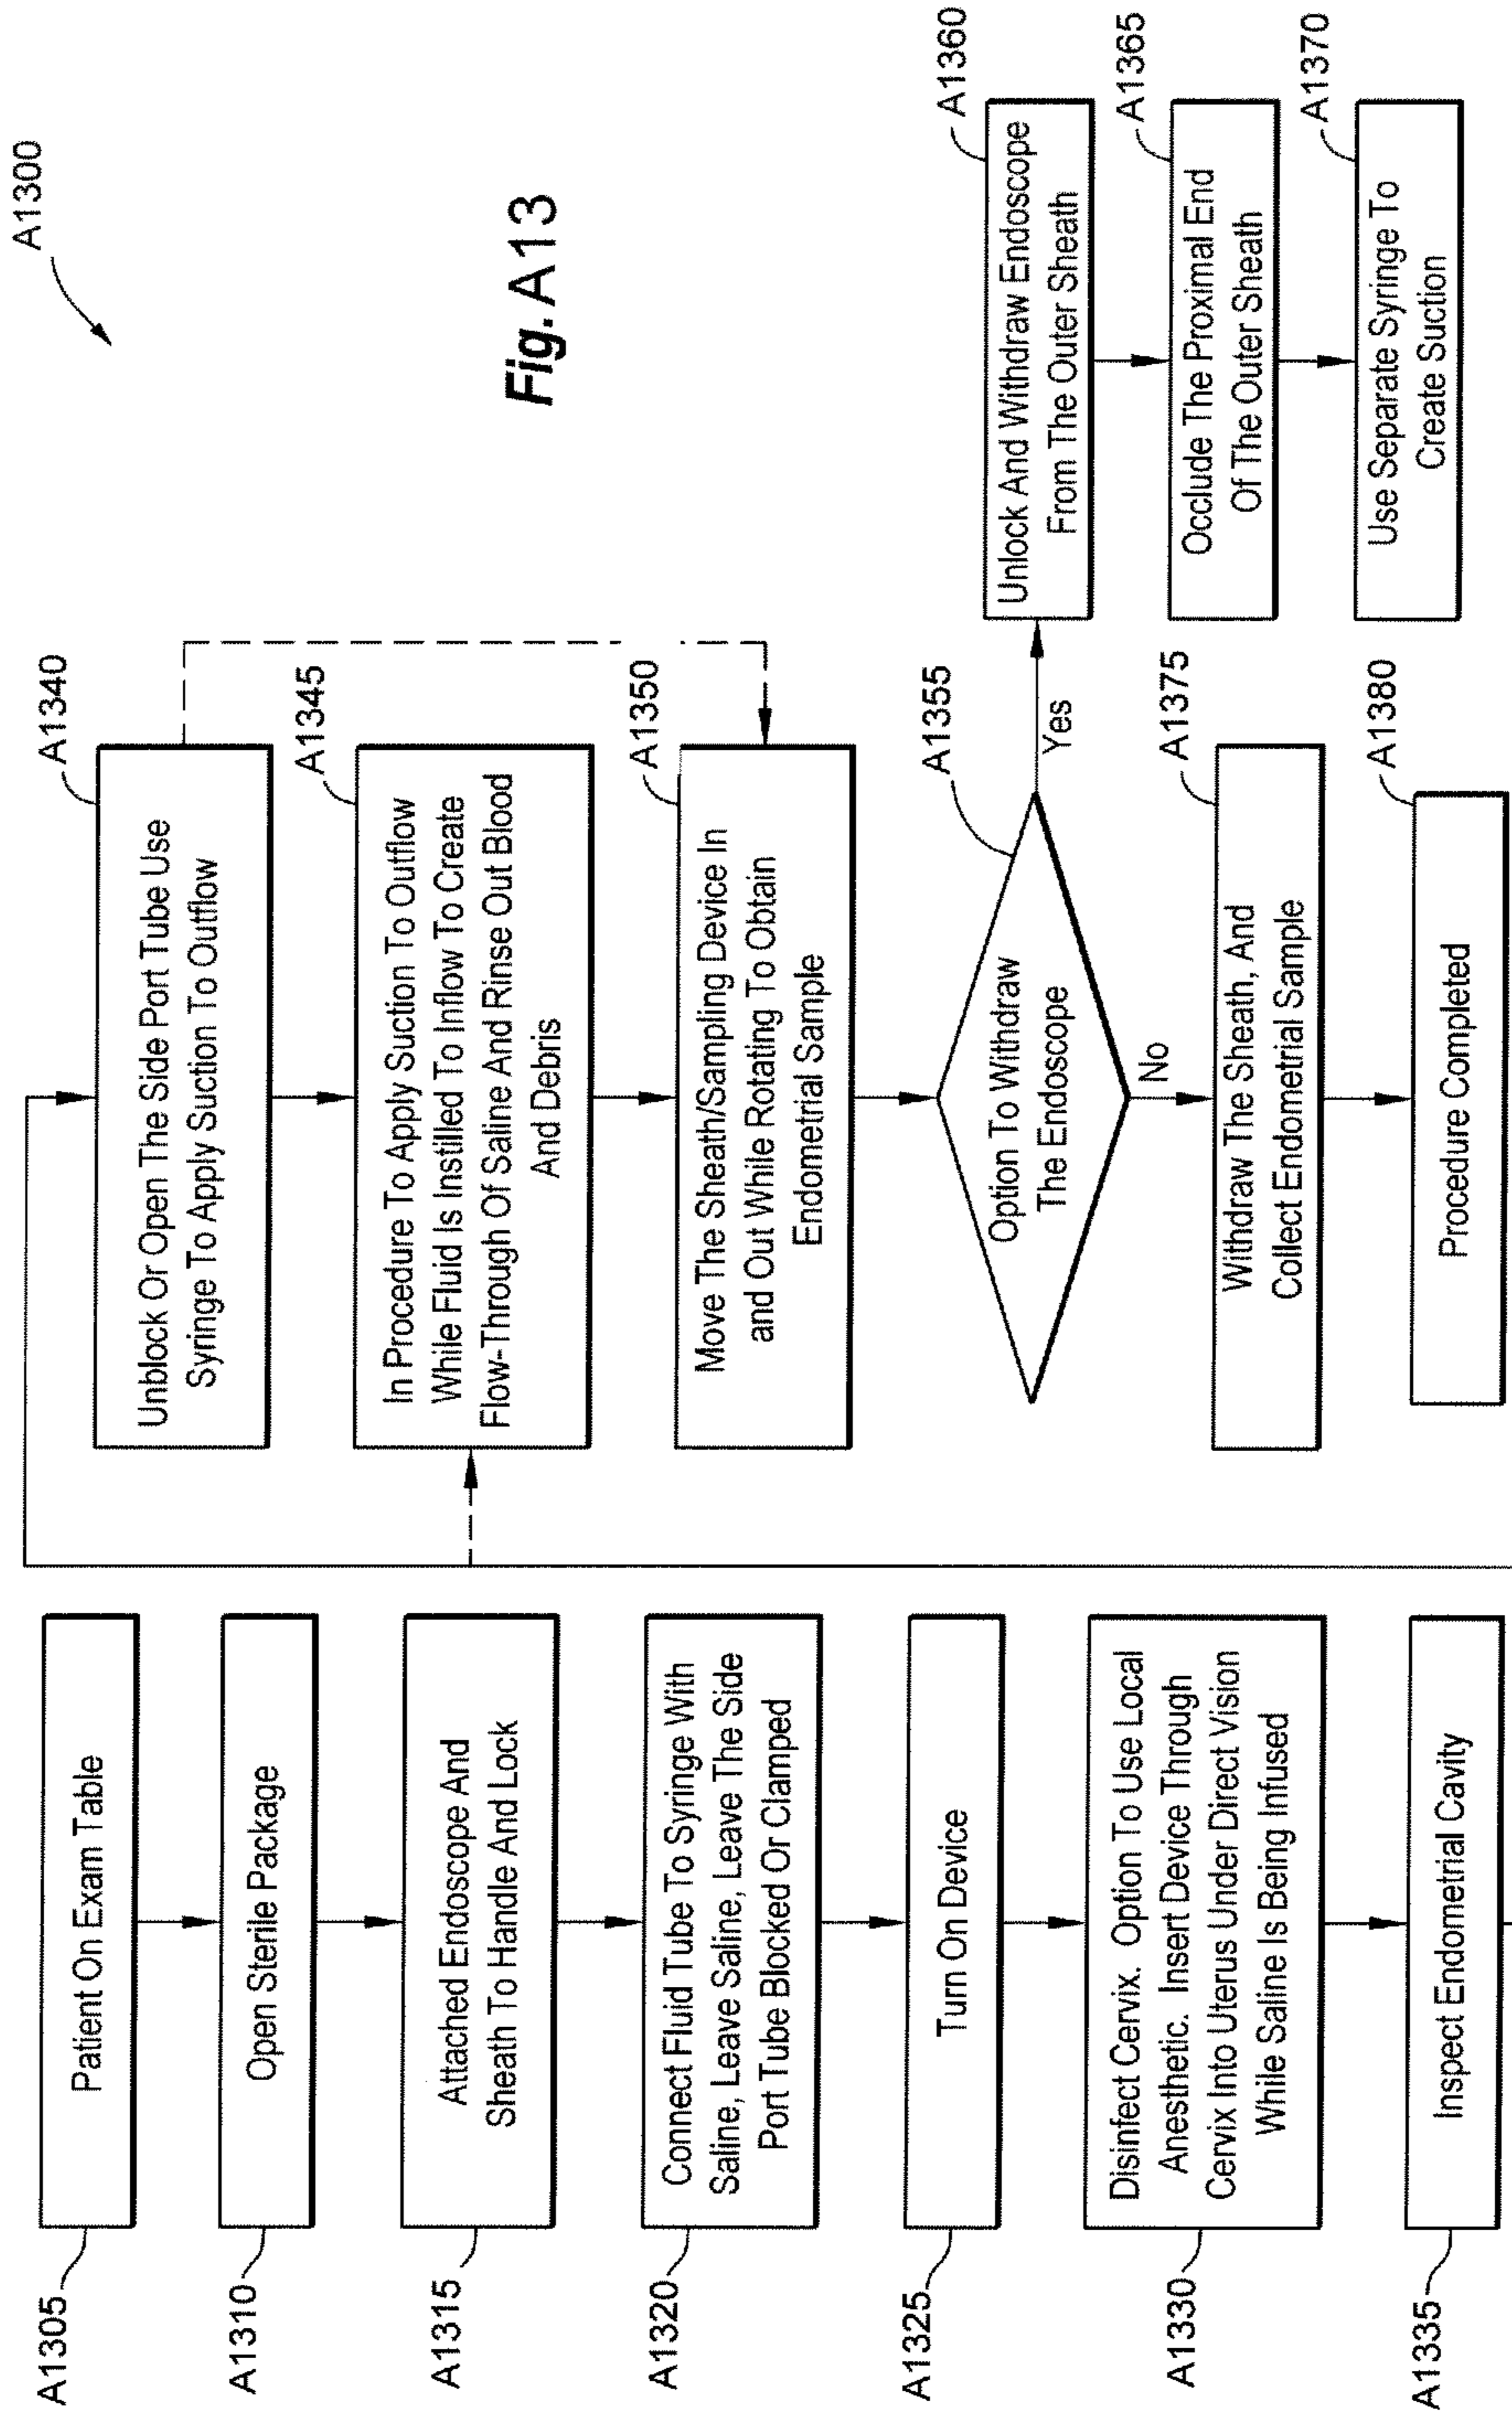 A1300
Fig. A13
A1305
Patient On Exam Table
A1310
Open Sterile Package
A1315
Attached Endoscope And
Sheath To Handle And Lock
A1320
Connect Fluid Tube To Syringe With
Saline, Leave Saline, Leave The Side
Port Tube Blocked Or Clamped
A1325
Turn On Device
A1330
Disinfect Cervix. Option To Use Local
Anesthetic. Insert Device Through
Cervix Into Uterus Under Direct Vision
While Saline Is Being Infused
A1335
Inspect Endometrial Cavity
A1340
Unblock Or Open The Side Port Tube Use
Syringe To Apply Suction To Outflow
A1345
In Procedure To Apply Suction To Outflow
While Fluid Is Instilled To Inflow To Create
Flow-Through Of Saline And Rinse Out Blood
And Debris
A1350
Move The Sheath/Sampling Device In
and Out While Rotating To Obtain
Endometrial Sample
A1355
Option To Withdraw
The Endoscope
Yes
No
A1360
Unlock And Withdraw Endoscope
From The Outer Sheath
A1365
Occlude The Proximal End
Of The Outer Sheath
A1370
Use Separate Syringe To
Create Suction
A1375
Withdraw The Sheath, And
Collect Endometrial Sample
A1380
Procedure Completed